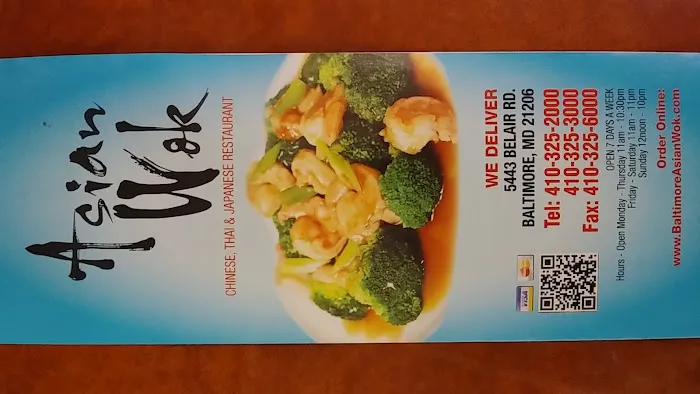 Asian
Wok
CHINESE, THAI & JAPANESE RESTAURANT
WE DELIVER
5443 BELAIR RD.
BALTIMORE, MD 21206
Tel: 410-325-2000
410-325-3000
Fax: 410-325-6000
OPEN 7 DAYS A WEEK
Hours - Open Monday - Thursday 11am - 10:30pm
Friday - Saturday 11am - 11pm
Sunday 12noon - 10pm
Order Online:
www.BaltimoreAsianWok.com
VISA